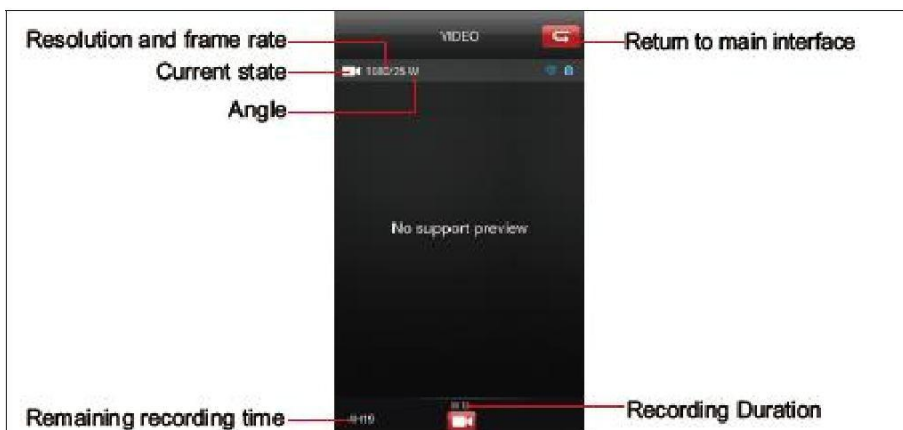 VIDEO
Resolution and frame rate
Return to main interface
Current state
1080/25 W
Angle
No support preview
Remaining recording time
Recording Duration